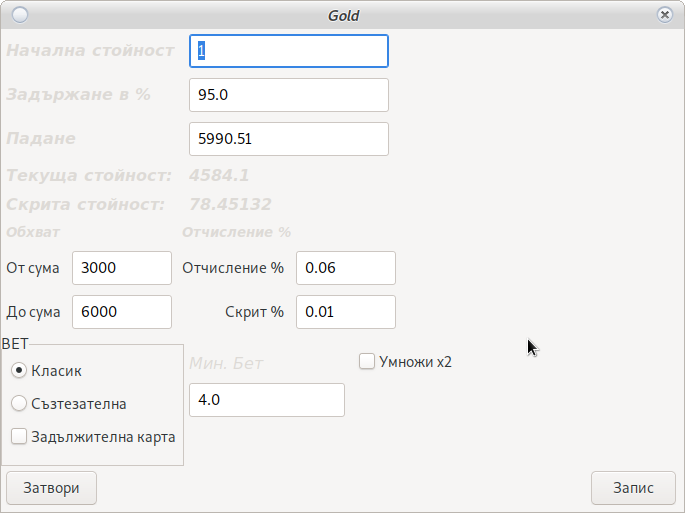 Gold
Начална стойност 1
Задържане в % 95.0
Падане 5990.51
Текуща стойност: 4584.1
Скрита стойност: 78.45132
Обхват Отчисление %
От сума 3000 Отчисление % 0.06
До сума 6000 Скрит % 0.01
BET
Класик
Съзтезателна
Задължителна карта
Мин. Бет
4.0
Умножи x2
Затвори Запис